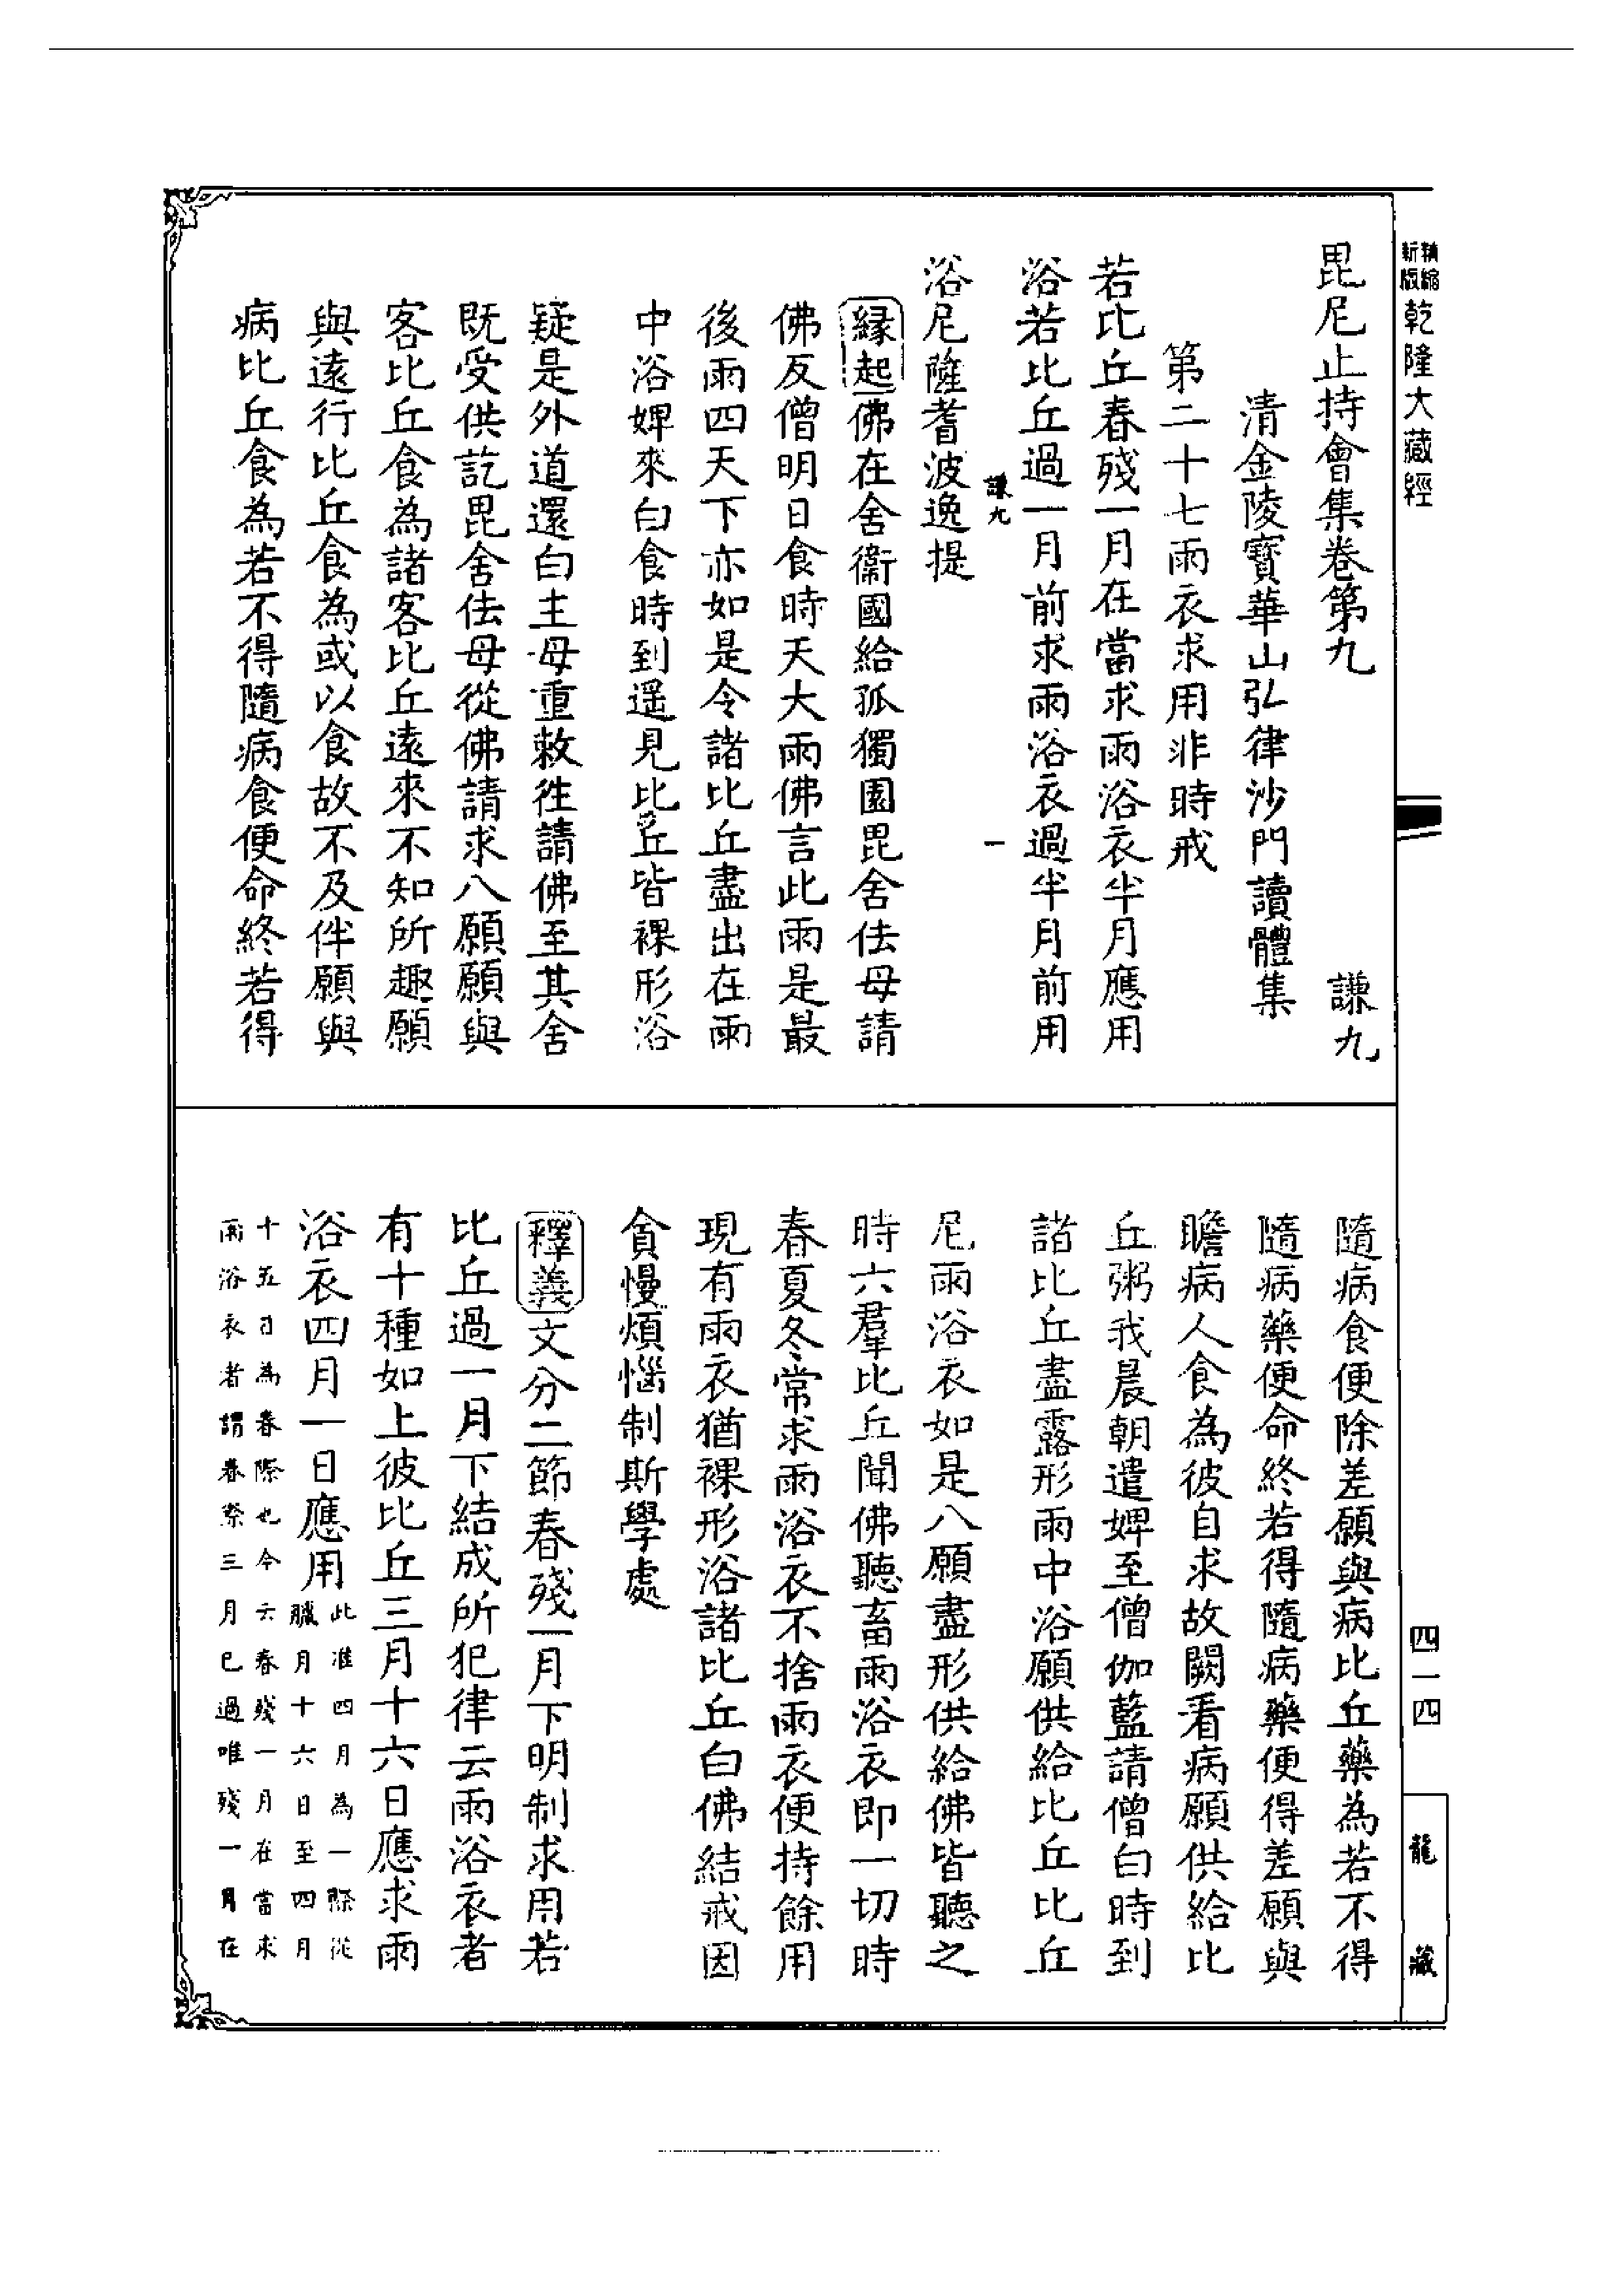 精縮新版乾隆大藏經
毘尼止持會集卷第九 謙九
清金陵寶華山弘律沙門讀體集
第二十七雨衣求用非時戒
若比丘春殘一月在當求雨浴衣半月應用
浴若比丘過一月前求雨浴衣過半月前用
謙九 一
浴尼薩耆波逸提
緣起佛在舍衛國給孤獨園毘舍佉母請
佛及僧明日食時天大雨佛言此雨是最
後雨四天下亦如是令諸比丘盡出在雨
中浴婢來白食時到遥見比丘皆裸形浴
疑是外道還白主母重敕徃請佛至其舍
既受供訖毘舍佉母從佛請求八願願與
客比丘食為諸客比丘遠來不知所趣願
與遠行比丘食為或以食故不及伴願與
病比丘食為若不得隨病食便命終若得
隨病食便除差願與病比丘藥為若不得
隨病藥便命終若得隨病藥便得差願與
瞻病人食為彼自求故闕看病願供給比
丘粥我晨朝遣婢至僧伽藍請僧白時到
諸比丘盡露形雨中浴願供給比丘比丘
尼雨浴衣如是八願盡形供給佛皆聽之
時六羣比丘聞佛聽畜雨浴衣即一切時
春夏冬常求雨浴衣不捨雨衣便持餘用
現有雨衣猶裸形浴諸比丘白佛結戒因
貪慢煩惱制斯學處
釋義文分二節春殘一月下明制求用若
比丘過一月下結成所犯律云雨浴衣者
有十種如上彼比丘三月十六日應求雨
浴衣四月一日應用此准四月為一際從
臘月十六日至四月
十五日為春際也今云春殘一月在當求
雨浴衣者謂春際三月已過唯殘一月在
四一四
龍藏